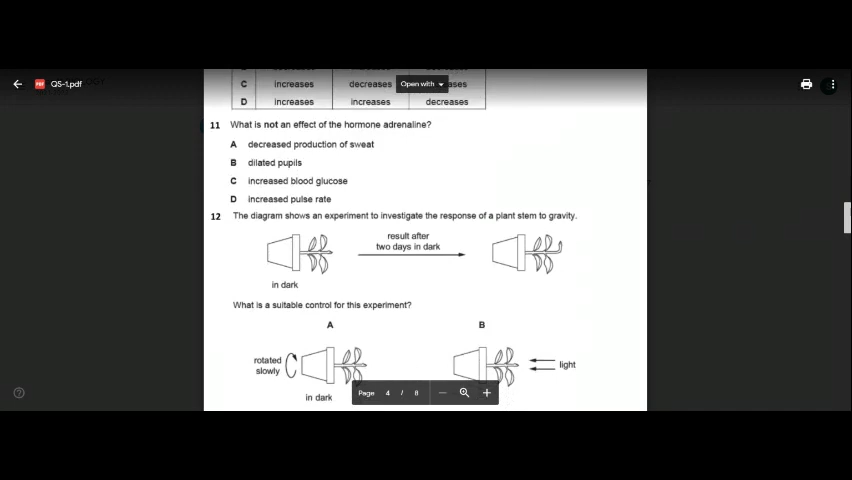 QS-1.pdf
Open with
C increases decreases
D increases increases decreases
11 What is not an effect of the hormone adrenaline?
A decreased production of sweat
B dilated pupils
C increased blood glucose
D increased pulse rate
12 The diagram shows an experiment to investigate the response of a plant stem to gravity.
result after
two days in dark
in dark
What is a suitable control for this experiment?
A B
rotated
slowly
light
in dark
Page 4 / 8